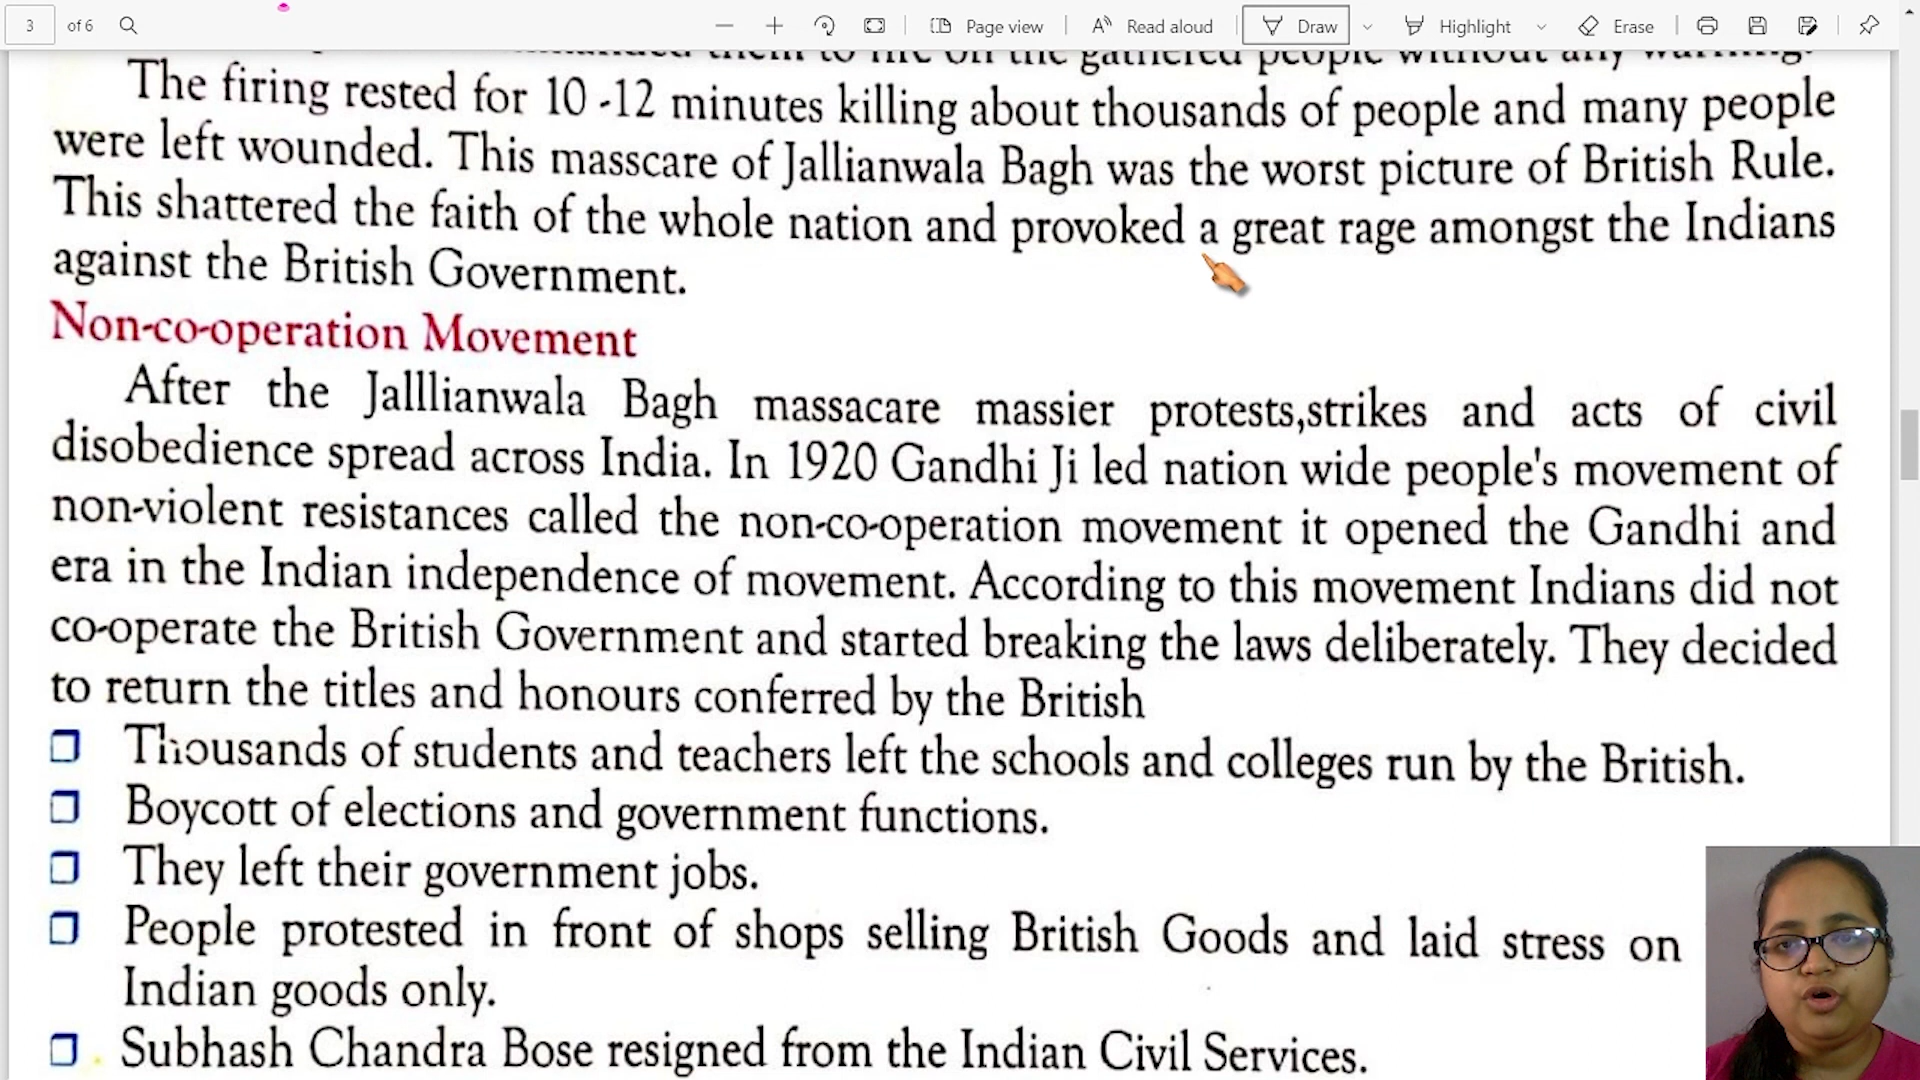 3 of 6 Page view Read aloud Draw Highlight Erase
them to fire on the gathered people without any warning.
The firing rested for 10 -12 minutes killing about thousands of people and many people
were left wounded. This masscare of Jallianwala Bagh was the worst picture of British Rule.
This shattered the faith of the whole nation and provoked a great rage amongst the Indians
against the British Government.
Non-co-operation Movement
After the Jalllianwala Bagh massacare massier protests,strikes and acts of civil
disobedience spread across India. In 1920 Gandhi Ji led nation wide people's movement of
non-violent resistances called the non-co-operation movement it opened the Gandhi and
era in the Indian independence of movement. According to this movement Indians did not
co-operate the British Government and started breaking the laws deliberately. They decided
to return the titles and honours conferred by the British
Thousands of students and teachers left the schools and colleges run by the British.
Boycott of elections and government functions.
They left their government jobs.
People protested in front of shops selling British Goods and laid stress on
Indian goods only.
Subhash Chandra Bose resigned from the Indian Civil Services.